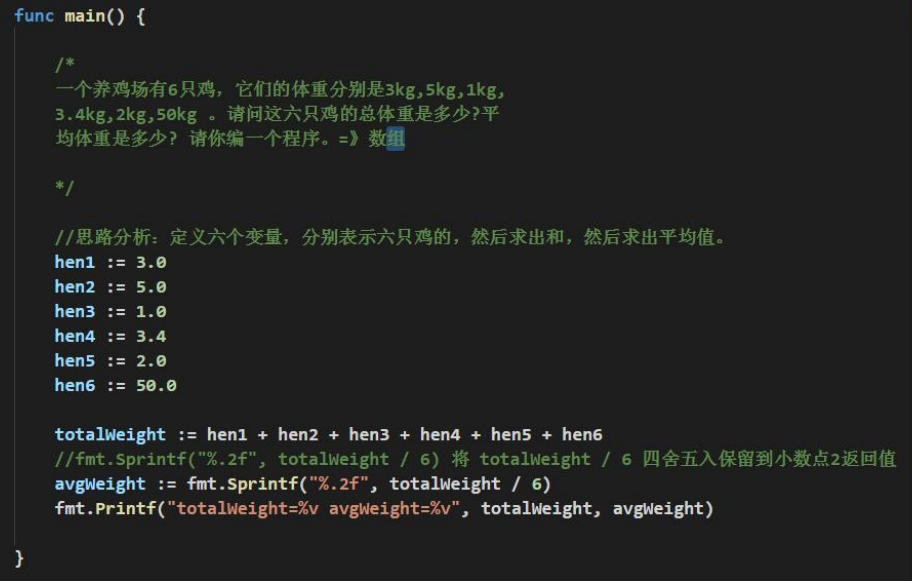 func main() {
/*
一个养鸡场有6只鸡，它们的体重分别是3kg,5kg,1kg,
3.4kg,2kg,50kg 。请问这六只鸡的总体重是多少?平
均体重是多少? 请你编一个程序。=》数组
*/
//思路分析：定义六个变量，分别表示六只鸡的，然后求出和，然后求出平均值。
hen1 := 3.0
hen2 := 5.0
hen3 := 1.0
hen4 := 3.4
hen5 := 2.0
hen6 := 50.0
totalWeight := hen1 + hen2 + hen3 + hen4 + hen5 + hen6
//fmt.Sprintf("%.2f", totalWeight / 6) 将 totalWeight / 6 四舍五入保留到小数点2返回值
avgWeight := fmt.Sprintf("%.2f", totalWeight / 6)
fmt.Printf("totalWeight=%v avgWeight=%v", totalWeight, avgWeight)
}